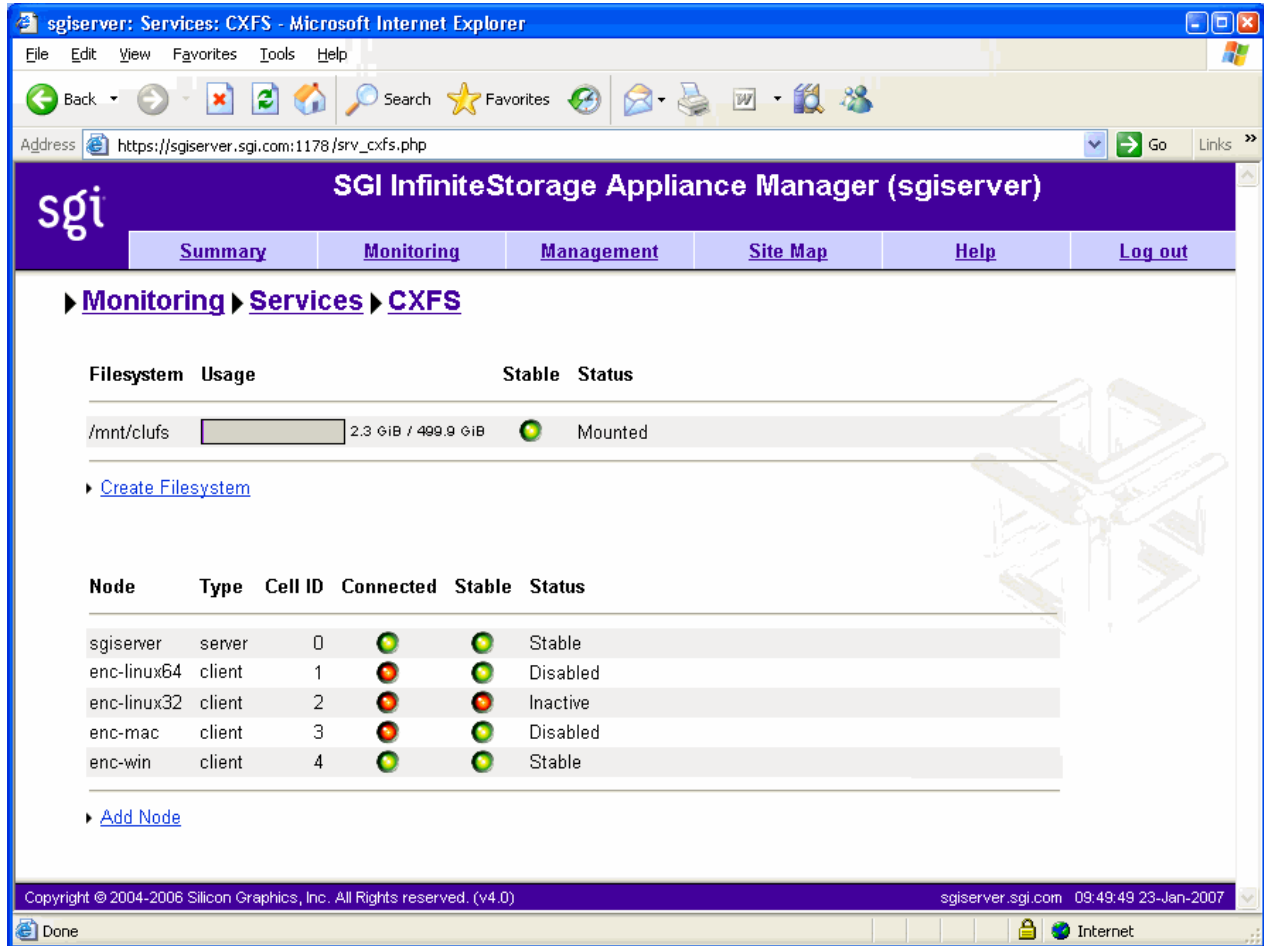 sgiserver: Services: CXFS - Microsoft Internet Explorer
File Edit View Favorites Tools Help
Back Search Favorites
Address https://sgiserver.sgi.com:1178/srv_cxfs.php Go Links »
sgi
SGI InfiniteStorage Appliance Manager (sgiserver)
Summary Monitoring Management Site Map Help Log out
Monitoring Services CXFS
Filesystem Usage Stable Status
/mnt/clufs 2.3 GiB / 499.9 GiB Mounted
Create Filesystem
Node Type Cell ID Connected Stable Status
sgiserver server 0 Stable
enc-linux64 client 1 Disabled
enc-linux32 client 2 Inactive
enc-mac client 3 Disabled
enc-win client 4 Stable
Add Node
Copyright © 2004-2006 Silicon Graphics, Inc. All Rights reserved. (v4.0) sgiserver.sgi.com 09:49:49 23-Jan-2007
Done Internet